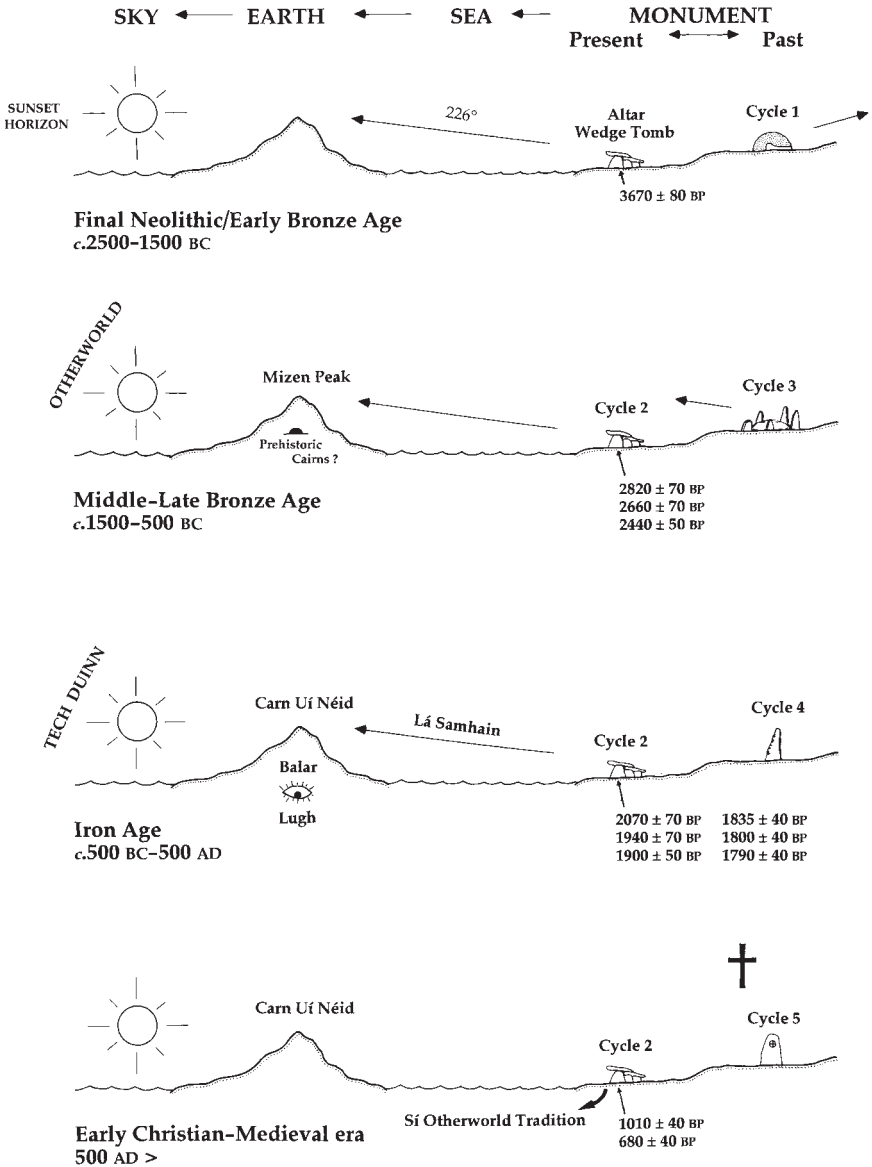 SKY EARTH SEA MONUMENT
Present Past
SUNSET
HORIZON
226°
Altar
Wedge Tomb
Cycle 1
3670 ± 80 BP
Final Neolithic/Early Bronze Age
c.2500–1500 BC
OTHERWORLD
Mizen Peak
Prehistoric
Cairns ?
Cycle 2
Cycle 3
2820 ± 70 BP
2660 ± 70 BP
2440 ± 50 BP
Middle–Late Bronze Age
c.1500–500 BC
TECH DUINN
Carn Uí Néid
Lá Samhain
Cycle 2
Cycle 4
Balar
Lugh
2070 ± 70 BP 1835 ± 40 BP
1940 ± 70 BP 1800 ± 40 BP
1900 ± 50 BP 1790 ± 40 BP
Iron Age
c.500 BC–500 AD
Carn Uí Néid
Cycle 2
Cycle 5
Sí Otherworld Tradition
1010 ± 40 BP
680 ± 40 BP
Early Christian–Medieval era
500 AD >